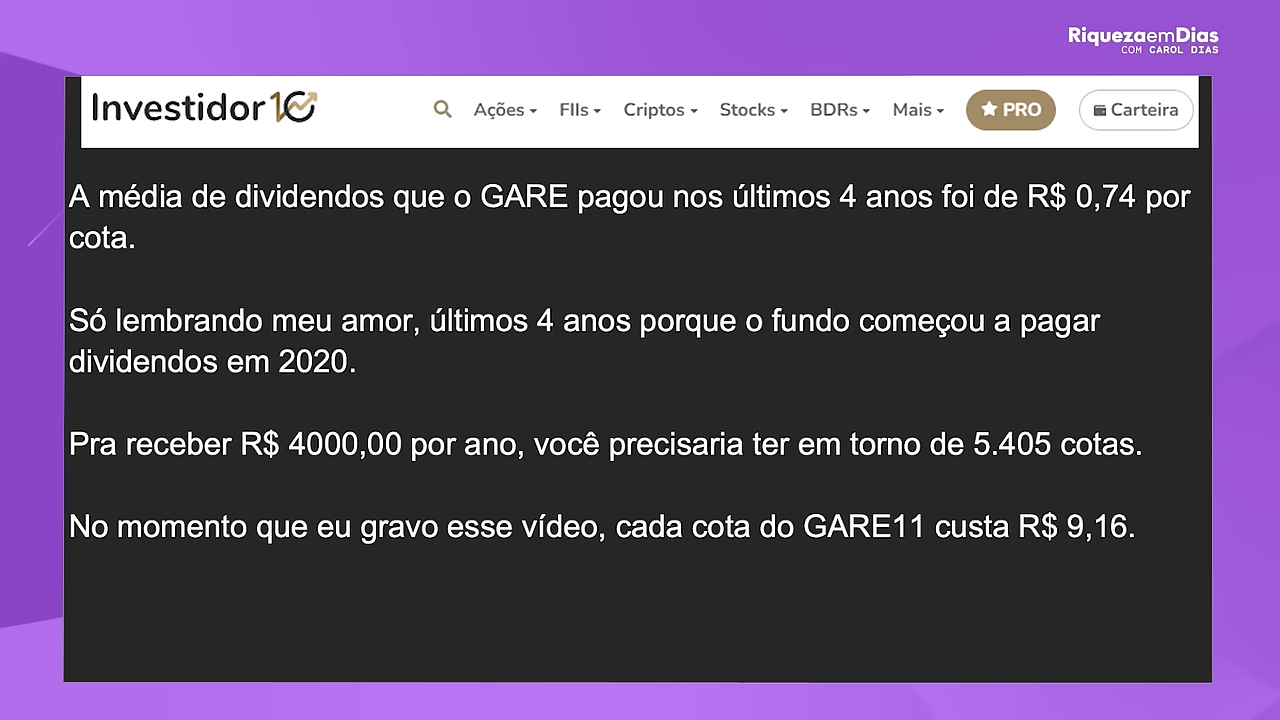 RiquezaemDias
COM CAROL DIAS
Investidor10
Ações FIIs Criptos Stocks BDRs Mais PRO Carteira
A média de dividendos que o GARE pagou nos últimos 4 anos foi de R$ 0,74 por
cota.
Só lembrando meu amor, últimos 4 anos porque o fundo começou a pagar
dividendos em 2020.
Pra receber R$ 4000,00 por ano, você precisaria ter em torno de 5.405 cotas.
No momento que eu gravo esse vídeo, cada cota do GARE11 custa R$ 9,16.